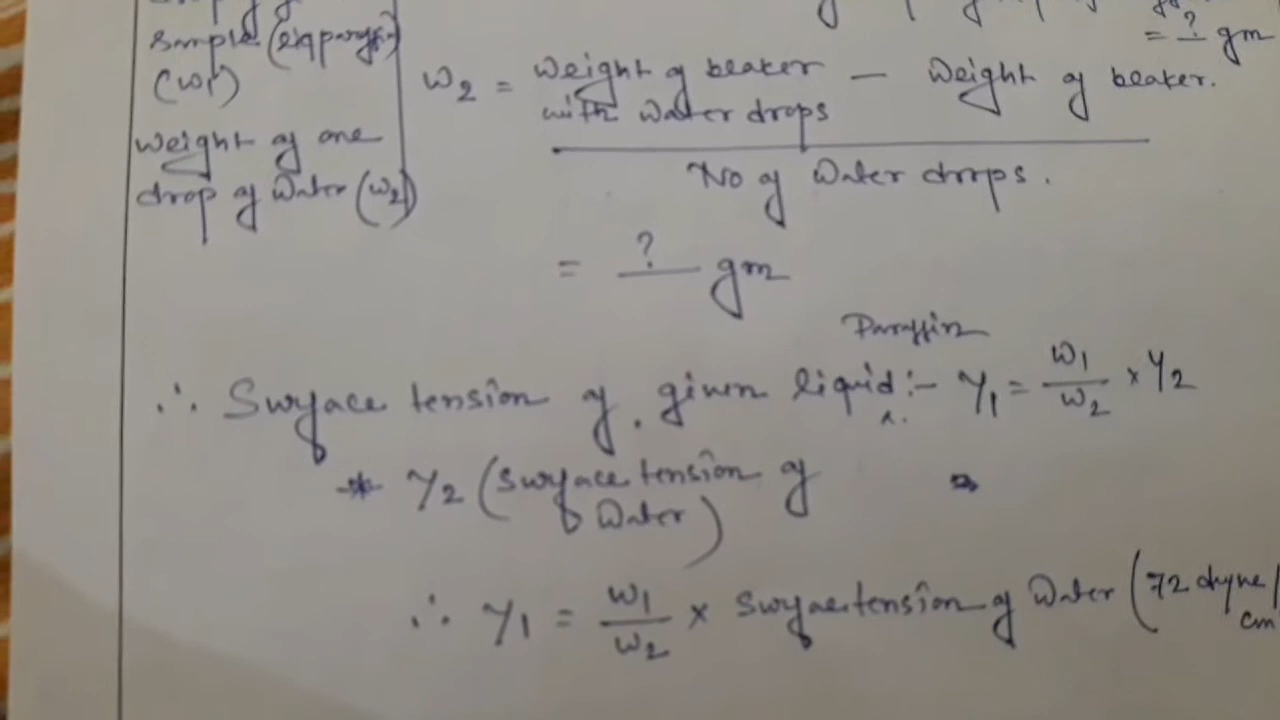 = ? gm
sample (eq paraffin)
(w1)
w2 = Weight of beaker with water drops — Weight of beaker.
No of Water drops.
Weight of one
drop of Water (w2)
= ? gm
Paraffin
∴ Surface tension of given liquid :- γ1 = w1/w2 × γ2
* γ2 (Surface tension of
Water)
∴ γ1 = w1/w2 × Surface tension of Water (72 dyne/
cm